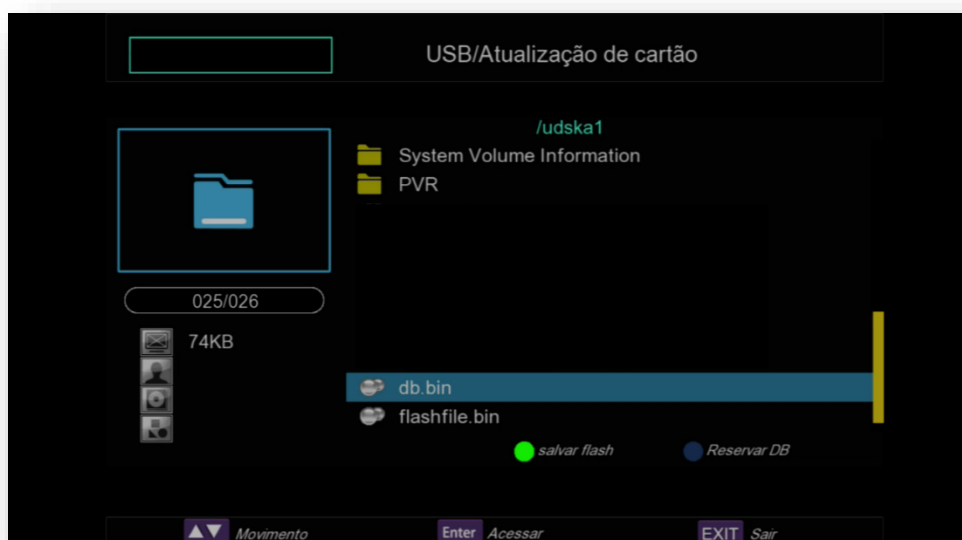 USB/Atualização de cartão
/udska1
System Volume Information
PVR
025/026
74KB
db.bin
flashfile.bin
salvar flash
Reservar DB
Movimento
Enter Acessar
EXIT Sair